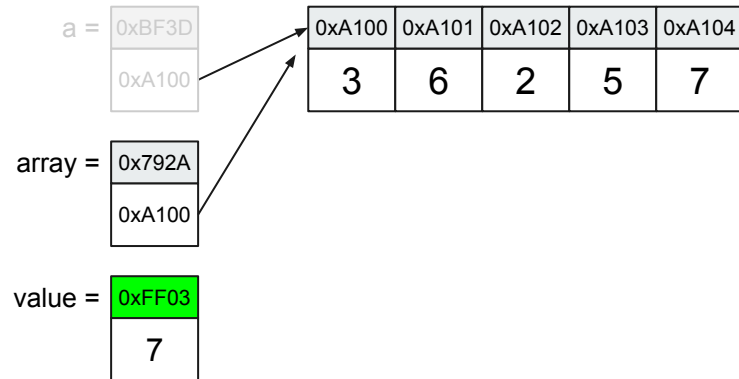 a = 0xBF3D 0xA100 0xA101 0xA102 0xA103 0xA104
0xA100 3 6 2 5 7
array = 0x792A
0xA100
value = 0xFF03
7